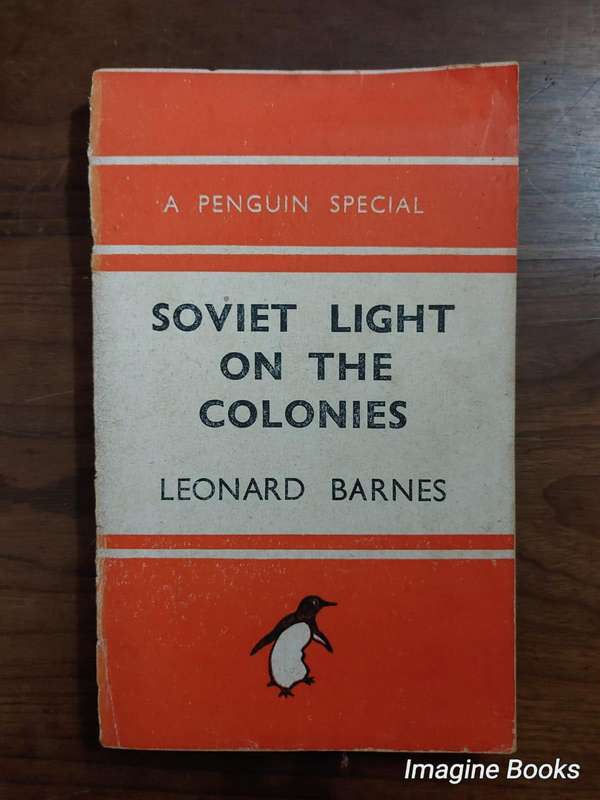 A PENGUIN SPECIAL
SOVIET LIGHT
ON THE
COLONIES
LEONARD BARNES
Imagine Books